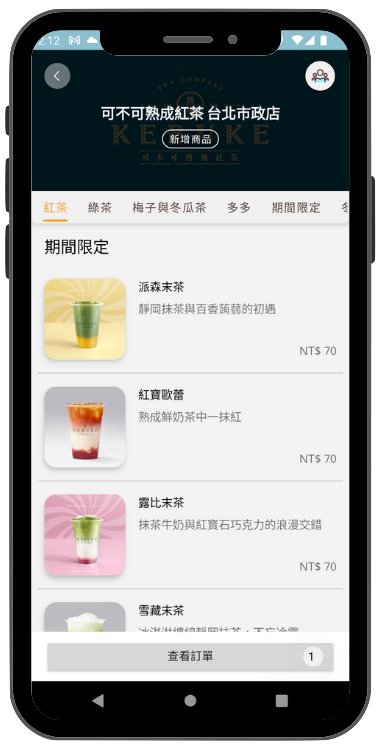 2:12
TEA COMPANY
可不可熟成紅茶 台北市政店
KEBUKE
新增商品
可不可熟成紅茶
紅茶 綠茶 梅子與冬瓜茶 多多 期間限定
期間限定
派森末茶
靜岡抹茶與百香蒟蒻的初遇
NT$ 70
紅寶歐蕾
熟成鮮奶茶中一抹紅
NT$ 70
露比末茶
抹茶牛奶與紅寶石巧克力的浪漫交錯
NT$ 70
雪藏末茶
查看訂單 1